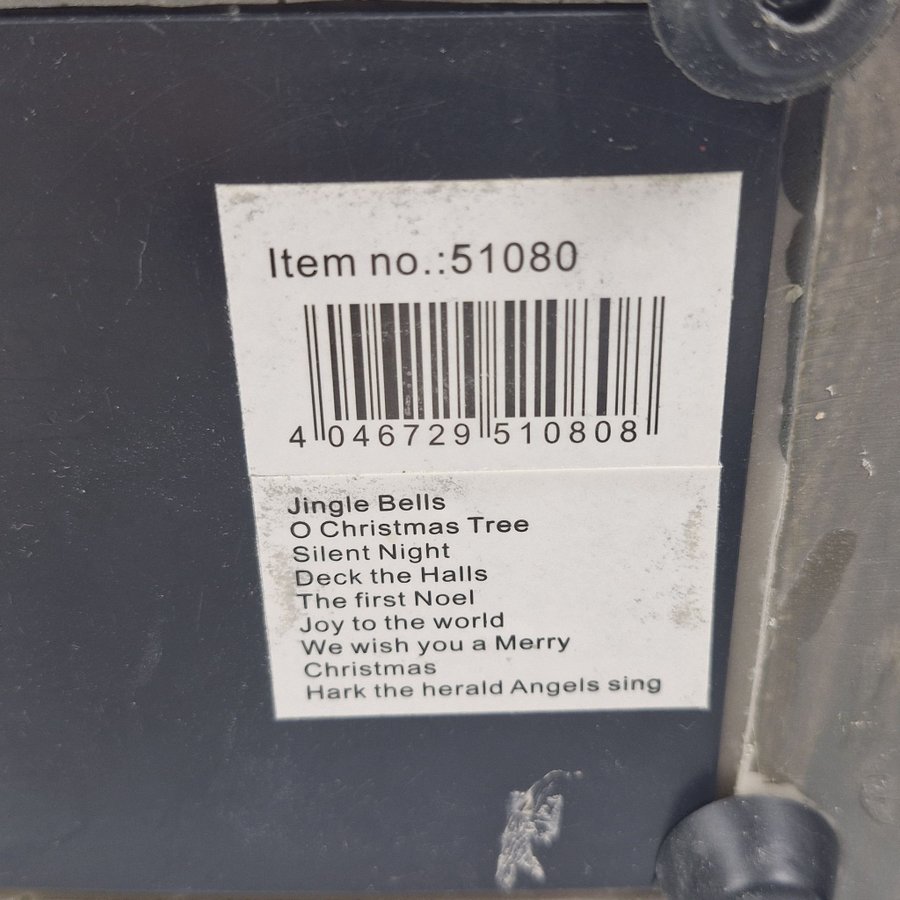 Item no.:51080
4 046729 510808
Jingle Bells
O Christmas Tree
Silent Night
Deck the Halls
The first Noel
Joy to the world
We wish you a Merry
Christmas
Hark the herald Angels sing